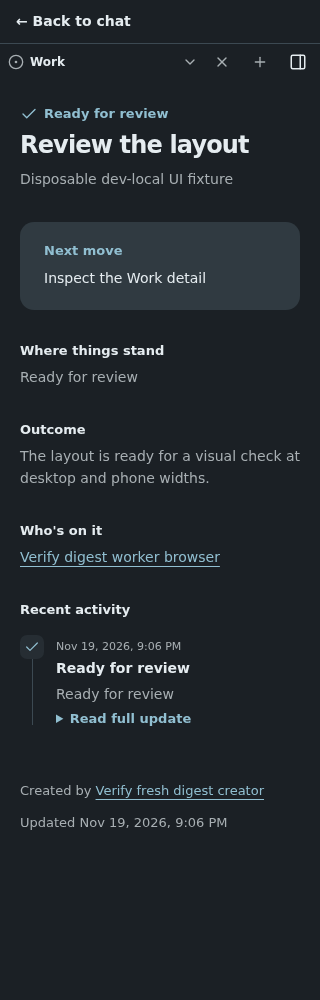 ← Back to chat
Work
Ready for review
Review the layout
Disposable dev-local UI fixture
Next move
Inspect the Work detail
Where things stand
Ready for review
Outcome
The layout is ready for a visual check at
desktop and phone widths.
Who's on it
Verify digest worker browser
Recent activity
Nov 19, 2026, 9:06 PM
Ready for review
Ready for review
Read full update
Created by Verify fresh digest creator
Updated Nov 19, 2026, 9:06 PM